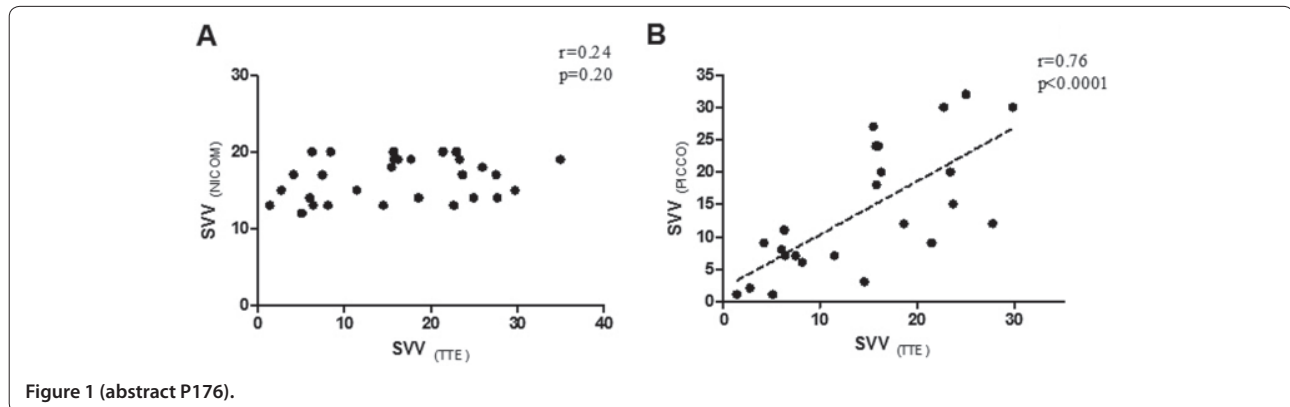 A
r=0.24
p=0.20
30
20
10
0
SVV (NICOM)
0 10 20 30 40
SVV (TTE)
B
r=0.76
p<0.0001
35
30
25
20
15
10
5
0
SVV (PICCO)
0 10 20 30
SVV (TTE)
Figure 1 (abstract P176).